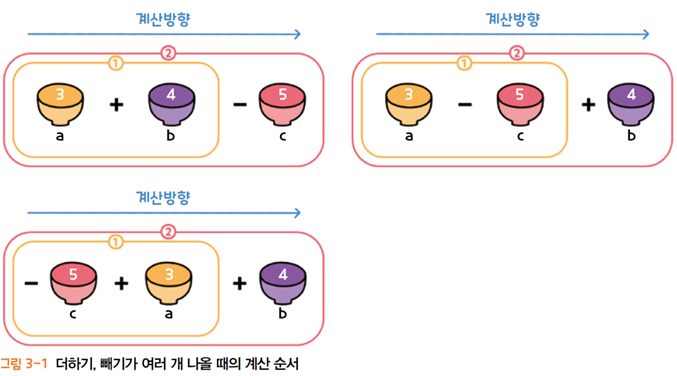 계산방향
② 
①
3 + 4 - 5
a b c
계산방향
②
①
3 - 5 + 4
a c b
계산방향
②
①
- 5 + 3 + 4
c a b
그림 3-1 더하기, 빼기가 여러 개 나올 때의 계산 순서